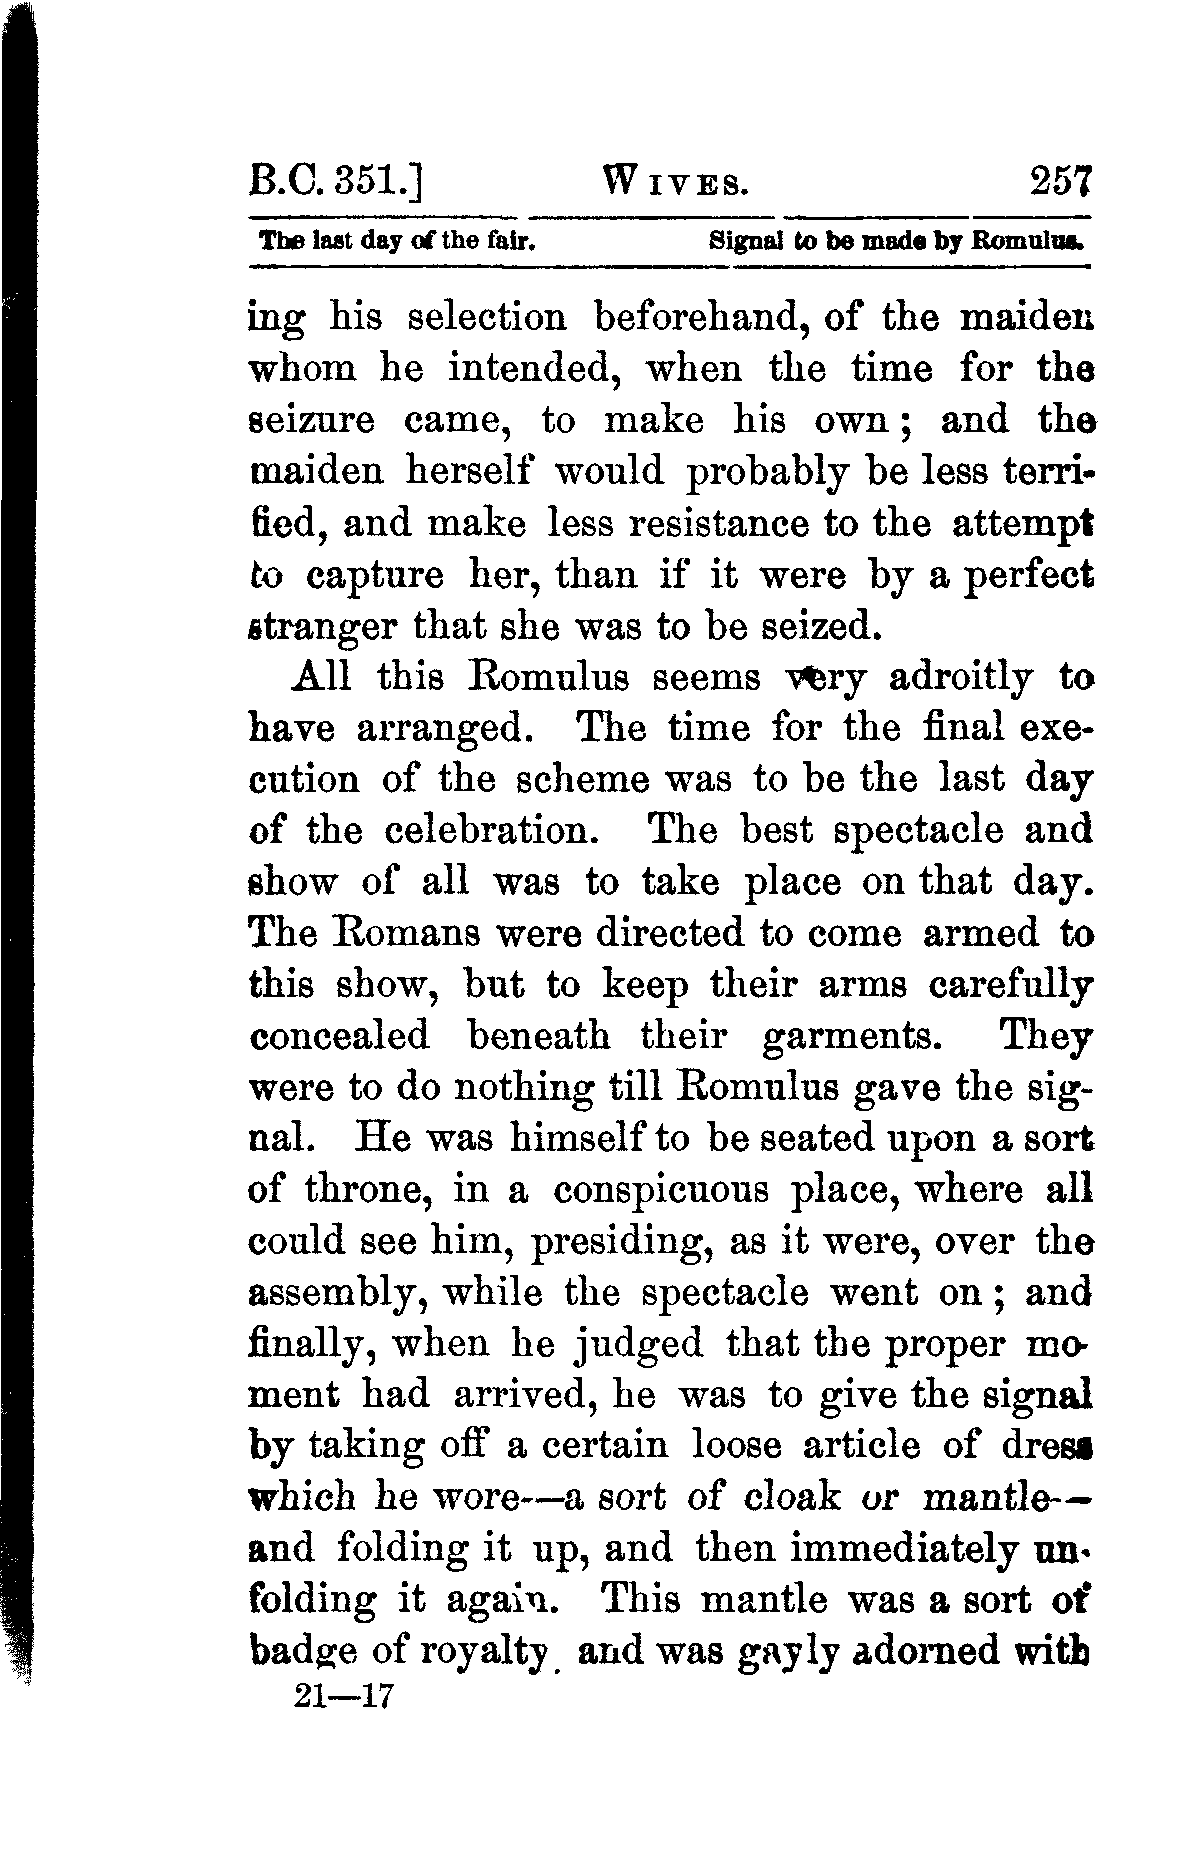 B.C. 351.] WIVES. 257
The last day of the fair. Signal to be made by Romulus.
ing his selection beforehand, of the maiden
whom he intended, when the time for the
seizure came, to make his own; and the
maiden herself would probably be less terri-
fied, and make less resistance to the attempt
to capture her, than if it were by a perfect
stranger that she was to be seized.
All this Romulus seems very adroitly to
have arranged. The time for the final exe-
cution of the scheme was to be the last day
of the celebration. The best spectacle and
show of all was to take place on that day.
The Romans were directed to come armed to
this show, but to keep their arms carefully
concealed beneath their garments. They
were to do nothing till Romulus gave the sig-
nal. He was himself to be seated upon a sort
of throne, in a conspicuous place, where all
could see him, presiding, as it were, over the
assembly, while the spectacle went on; and
finally, when he judged that the proper mo-
ment had arrived, he was to give the signal
by taking off a certain loose article of dress
which he wore—a sort of cloak or mantle—
and folding it up, and then immediately un-
folding it again. This mantle was a sort of
badge of royalty, and was gayly adorned with
21—17